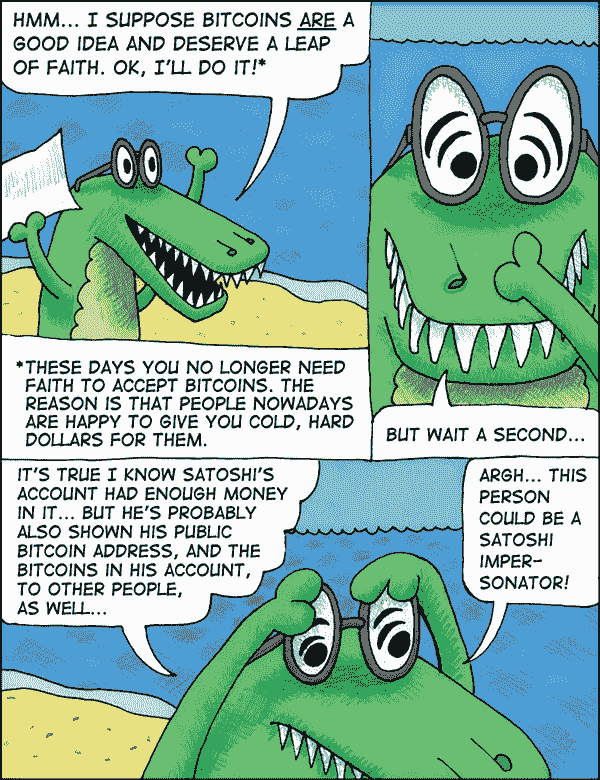 HMM... I SUPPOSE BITCOINS ARE A
GOOD IDEA AND DESERVE A LEAP
OF FAITH. OK, I'LL DO IT!*
*THESE DAYS YOU NO LONGER NEED
FAITH TO ACCEPT BITCOINS. THE
REASON IS THAT PEOPLE NOWADAYS
ARE HAPPY TO GIVE YOU COLD, HARD
DOLLARS FOR THEM.
BUT WAIT A SECOND...
IT'S TRUE I KNOW SATOSHI'S
ACCOUNT HAD ENOUGH MONEY
IN IT... BUT HE'S PROBABLY
ALSO SHOWN HIS PUBLIC
BITCOIN ADDRESS, AND THE
BITCOINS IN HIS ACCOUNT,
TO OTHER PEOPLE,
AS WELL...
ARGH... THIS
PERSON
COULD BE A
SATOSHI
IMPER-
SONATOR!